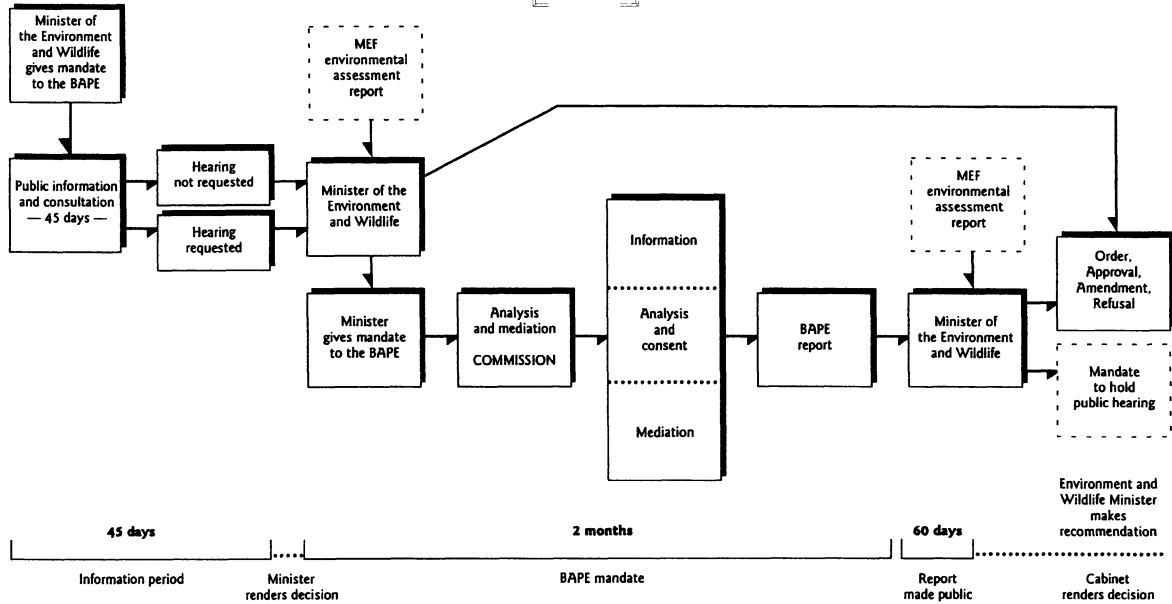 Minister of
the Environment
and Wildlife
gives mandate
to the BAPE
MEF
environmental
assessment
report
Public information
and consultation
— 45 days —
Hearing
not requested
Hearing
requested
Minister of the
Environment
and Wildlife
Minister
gives mandate
to the BAPE
Analysis
and mediation
COMMISSION
Information
Analysis
and
consent
Mediation
BAPE
report
MEF
environmental
assessment
report
Minister of
the Environment
and Wildlife
Order,
Approval,
Amendment,
Refusal
Mandate
to hold
public hearing
Environment and
Wildlife Minister
makes
recommendation
45 days
2 months
60 days
Information period
Minister
renders decision
BAPE mandate
Report
made public
Cabinet
renders decision